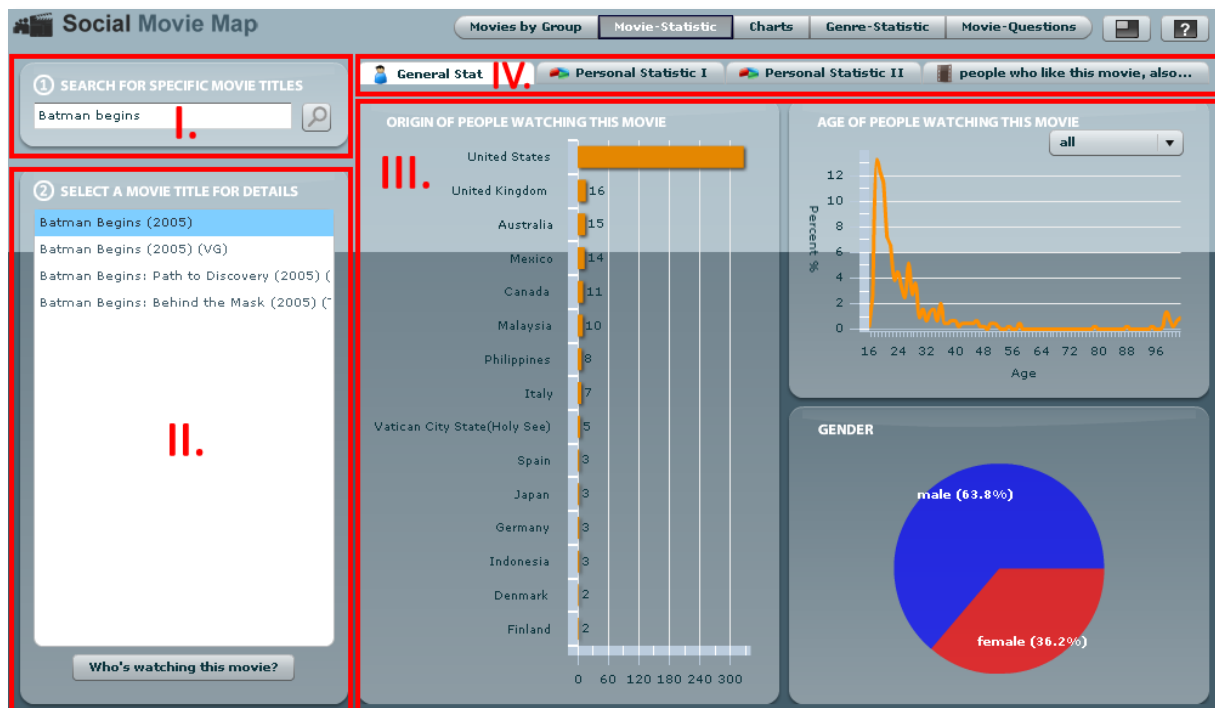 Social Movie Map
Movies by Group Movie-Statistic Charts Genre-Statistic Movie-Questions ?
General Stat IV. Personal Statistic I Personal Statistic II people who like this movie, also...
1 SEARCH FOR SPECIFIC MOVIE TITLES
Batman begins
I.
2 SELECT A MOVIE TITLE FOR DETAILS
Batman Begins (2005)
Batman Begins (2005) (VG)
Batman Begins: Path to Discovery (2005) (
Batman Begins: Behind the Mask (2005) (
II.
Who's watching this movie?
ORIGIN OF PEOPLE WATCHING THIS MOVIE
III.
United States
United Kingdom 16
Australia 15
Mexico 14
Canada 11
Malaysia 10
Philippines 8
Italy 7
Vatican City State(Holy See) 5
Spain 3
Japan 3
Germany 3
Indonesia 3
Denmark 2
Finland 2
0 60 120 180 240 300
AGE OF PEOPLE WATCHING THIS MOVIE
all
Percent %
12
10
8
6
4
2
0
16 24 32 40 48 56 64 72 80 88 96
Age
GENDER
male (63.8%)
female (36.2%)